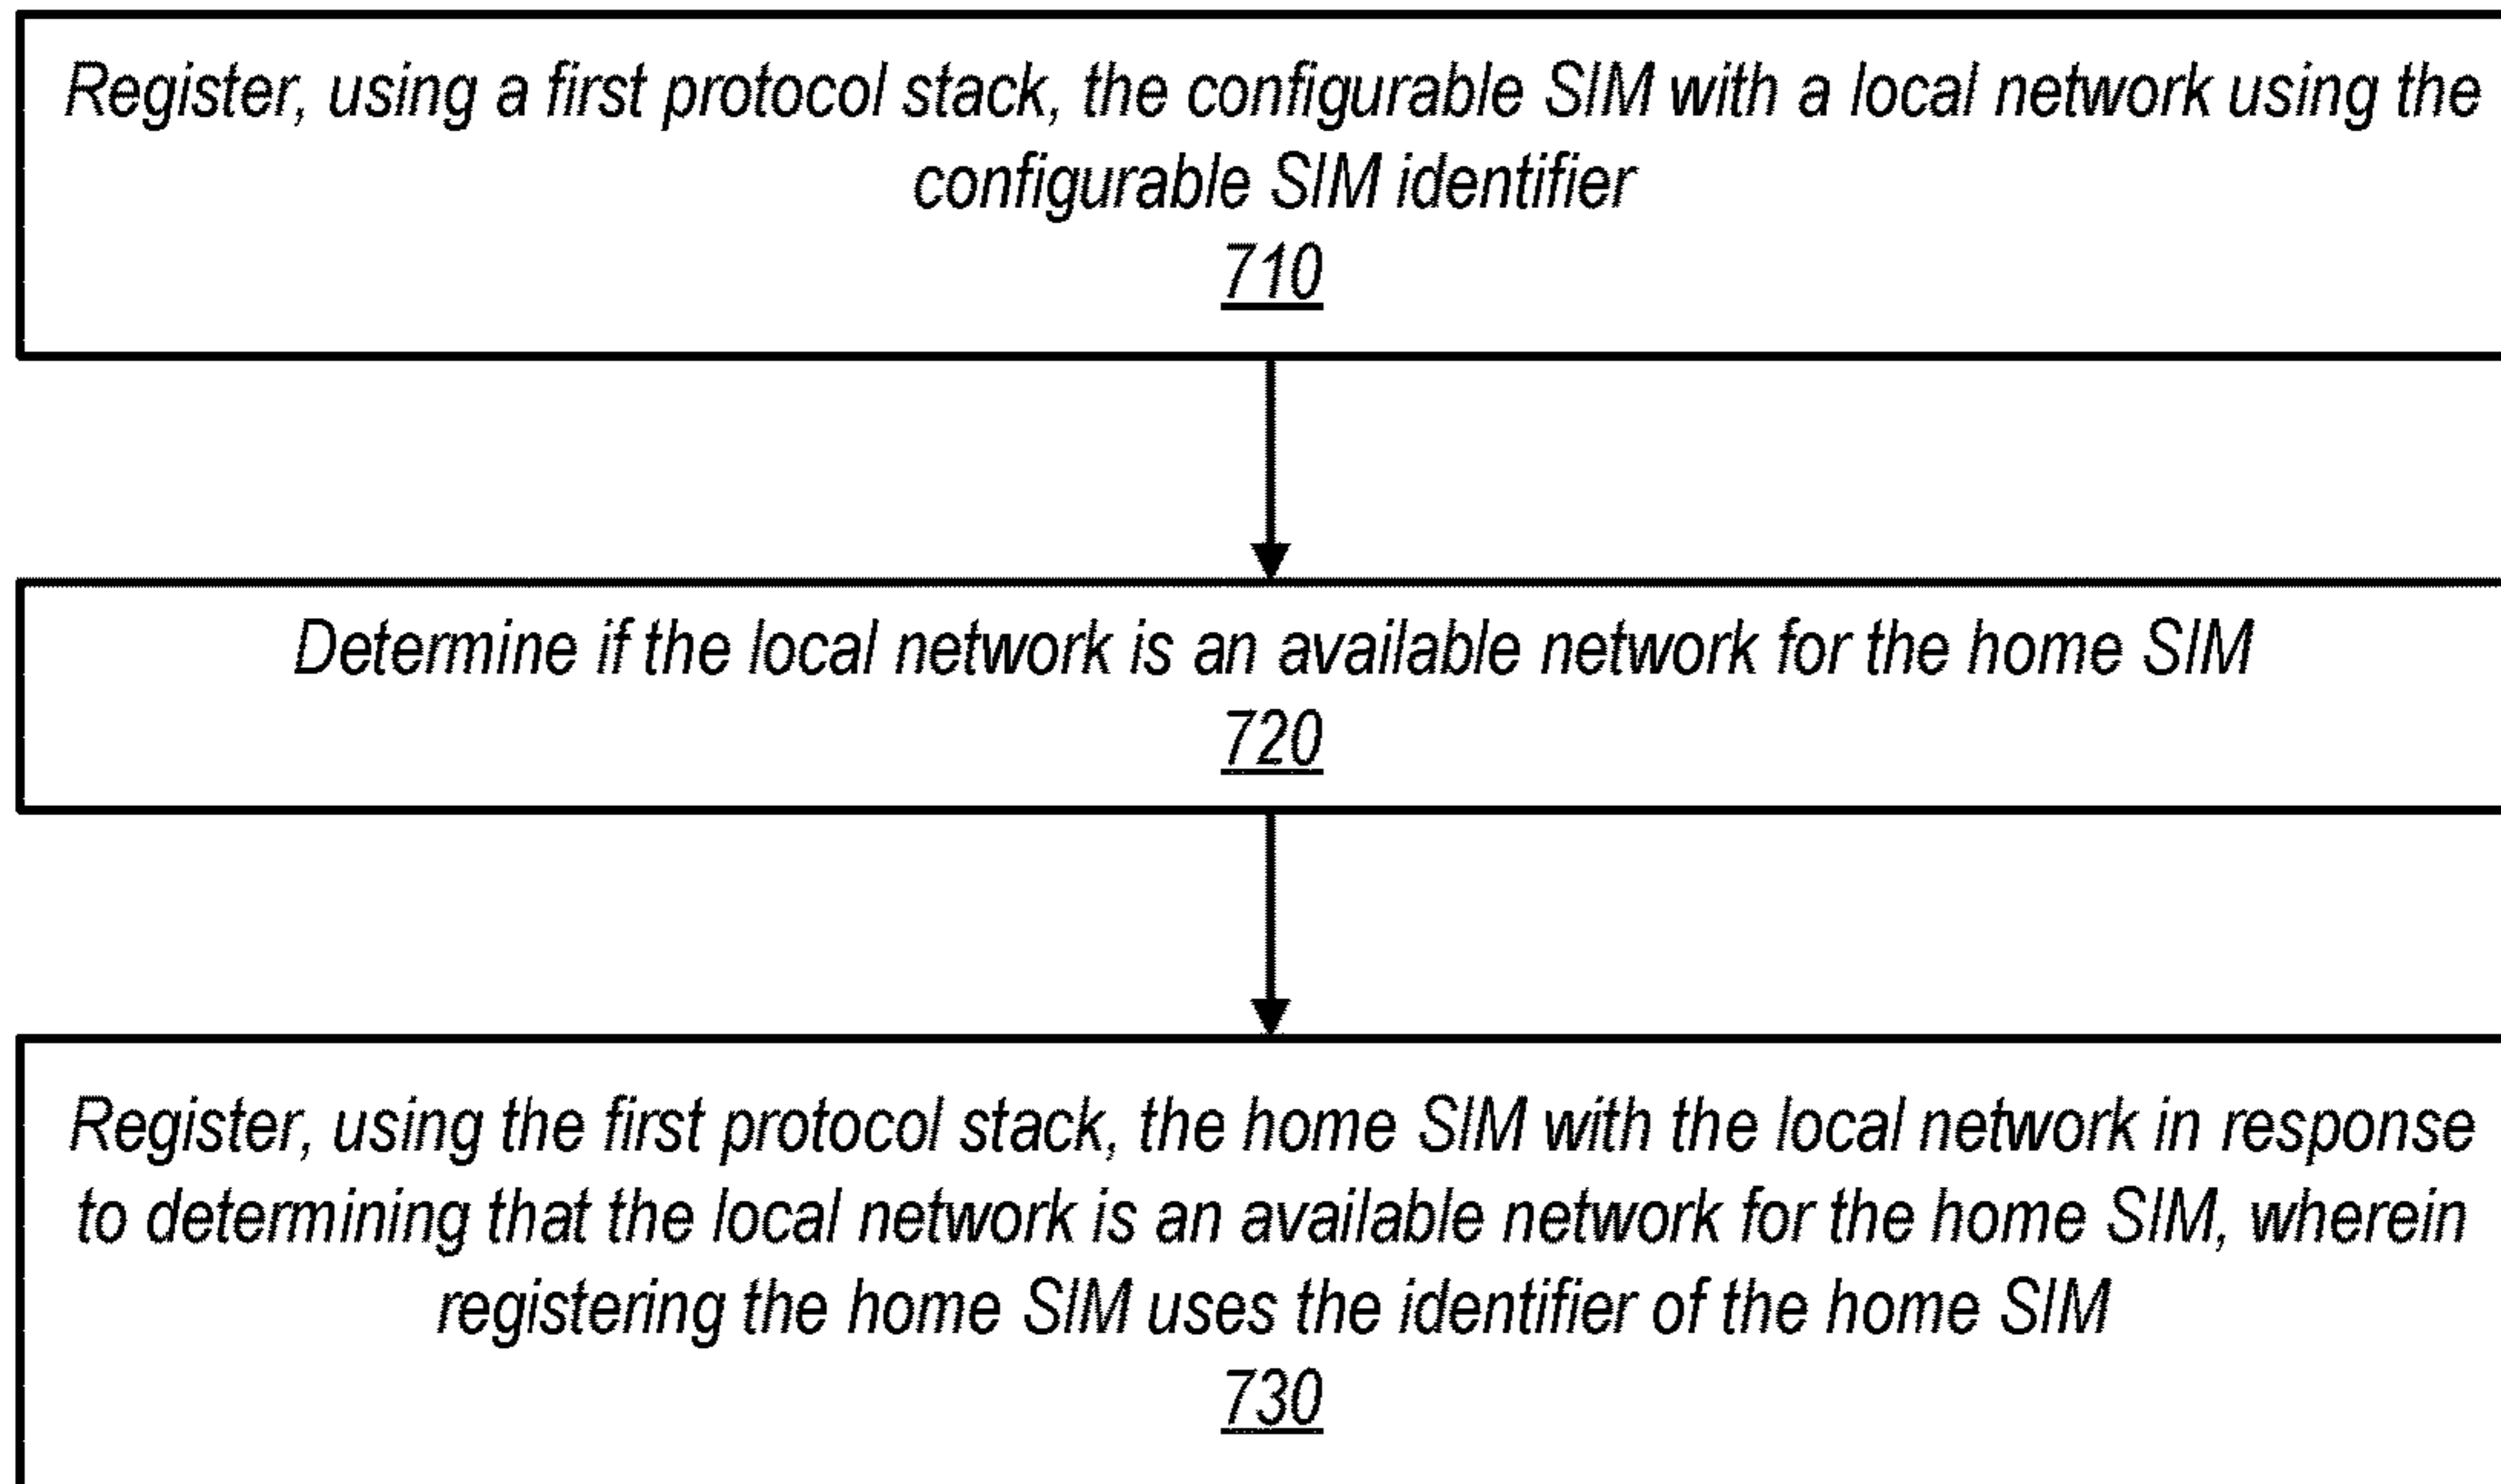 Register, using a first protocol stack, the configurable SIM with a local network using the
configurable SIM identifier
710
Determine if the local network is an available network for the home SIM
720
Register, using the first protocol stack, the home SIM with the local network in response
to determining that the local network is an available network for the home SIM, wherein
registering the home SIM uses the identifier of the home SIM
730